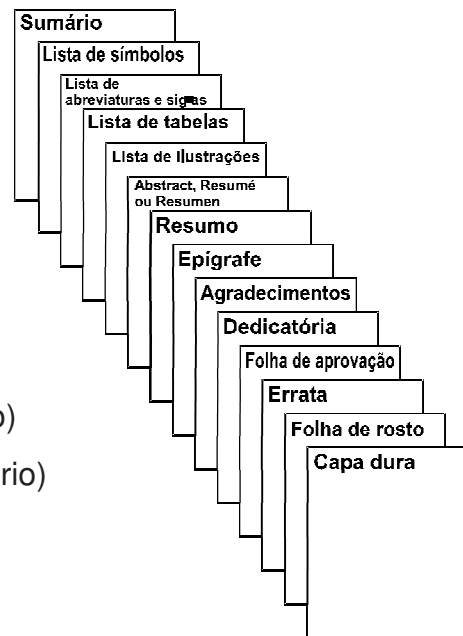 Sumário
Lista de símbolos
Lista de
abreviaturas e siglas
Lista de tabelas
Lista de Ilustrações
Abstract, Resumé
ou Resumen
Resumo
Epígrafe
Agradecimentos
Dedicatória
Folha de aprovação
o)
Errata
Folha de rosto
rio)
Capa dura